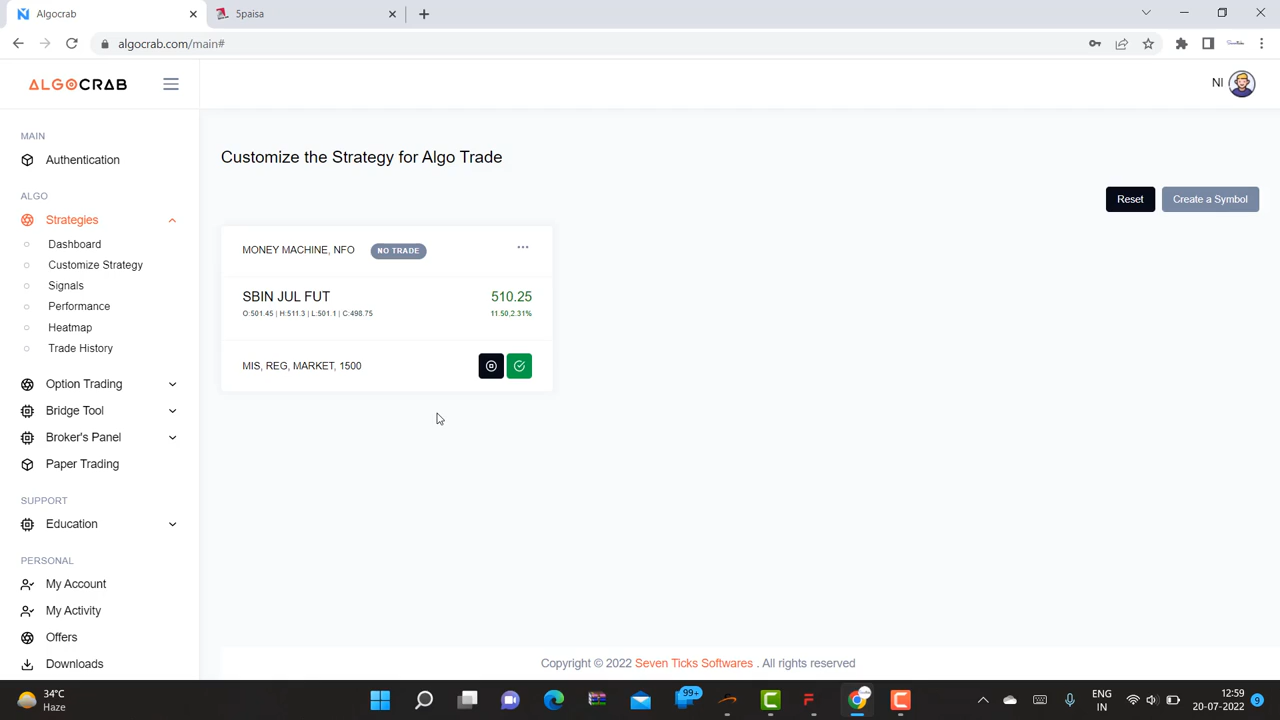 Algocrab
5paisa
algocrab.com/main#
ALGOCRAB
NI
MAIN
Authentication
ALGO
Strategies
Dashboard
Customize Strategy
Signals
Performance
Heatmap
Trade History
Option Trading
Bridge Tool
Broker's Panel
Paper Trading
SUPPORT
Education
PERSONAL
My Account
My Activity
Offers
Downloads
Customize the Strategy for Algo Trade
Reset
Create a Symbol
MONEY MACHINE, NFO
NO TRADE
SBIN JUL FUT
510.25
O:501.45 | H:511.3 | L:501.1 | C:498.75
11.50,2.31%
MIS, REG, MARKET, 1500
Copyright © 2022 Seven Ticks Softwares . All rights reserved
34°C
Haze
99+
ENG
IN
12:59
20-07-2022
9